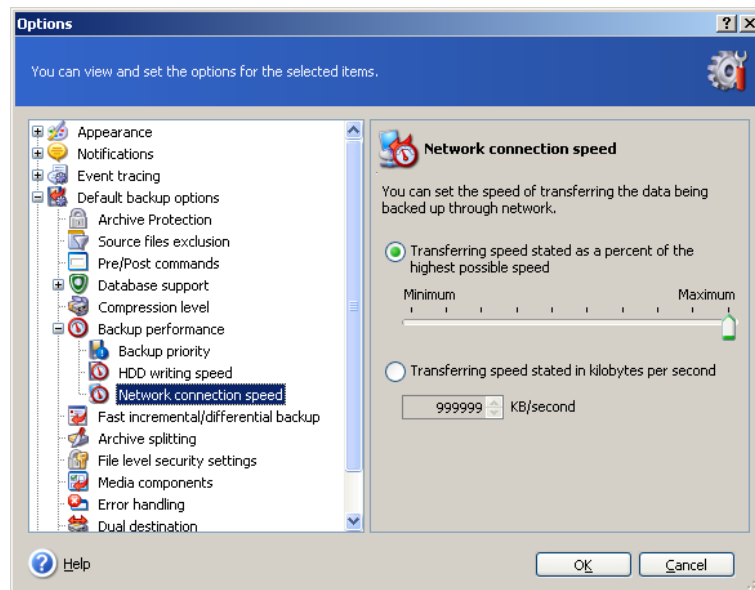 Options
You can view and set the options for the selected items.
Appearance
Notifications
Event tracing
Default backup options
Archive Protection
Source files exclusion
Pre/Post commands
Database support
Compression level
Backup performance
Backup priority
HDD writing speed
Network connection speed
Fast incremental/differential backup
Archive splitting
File level security settings
Media components
Error handling
Dual destination
Network connection speed
You can set the speed of transferring the data being
backed up through network.
Transferring speed stated as a percent of the
highest possible speed
Minimum Maximum
Transferring speed stated in kilobytes per second
999999 KB/second
Help
OK Cancel